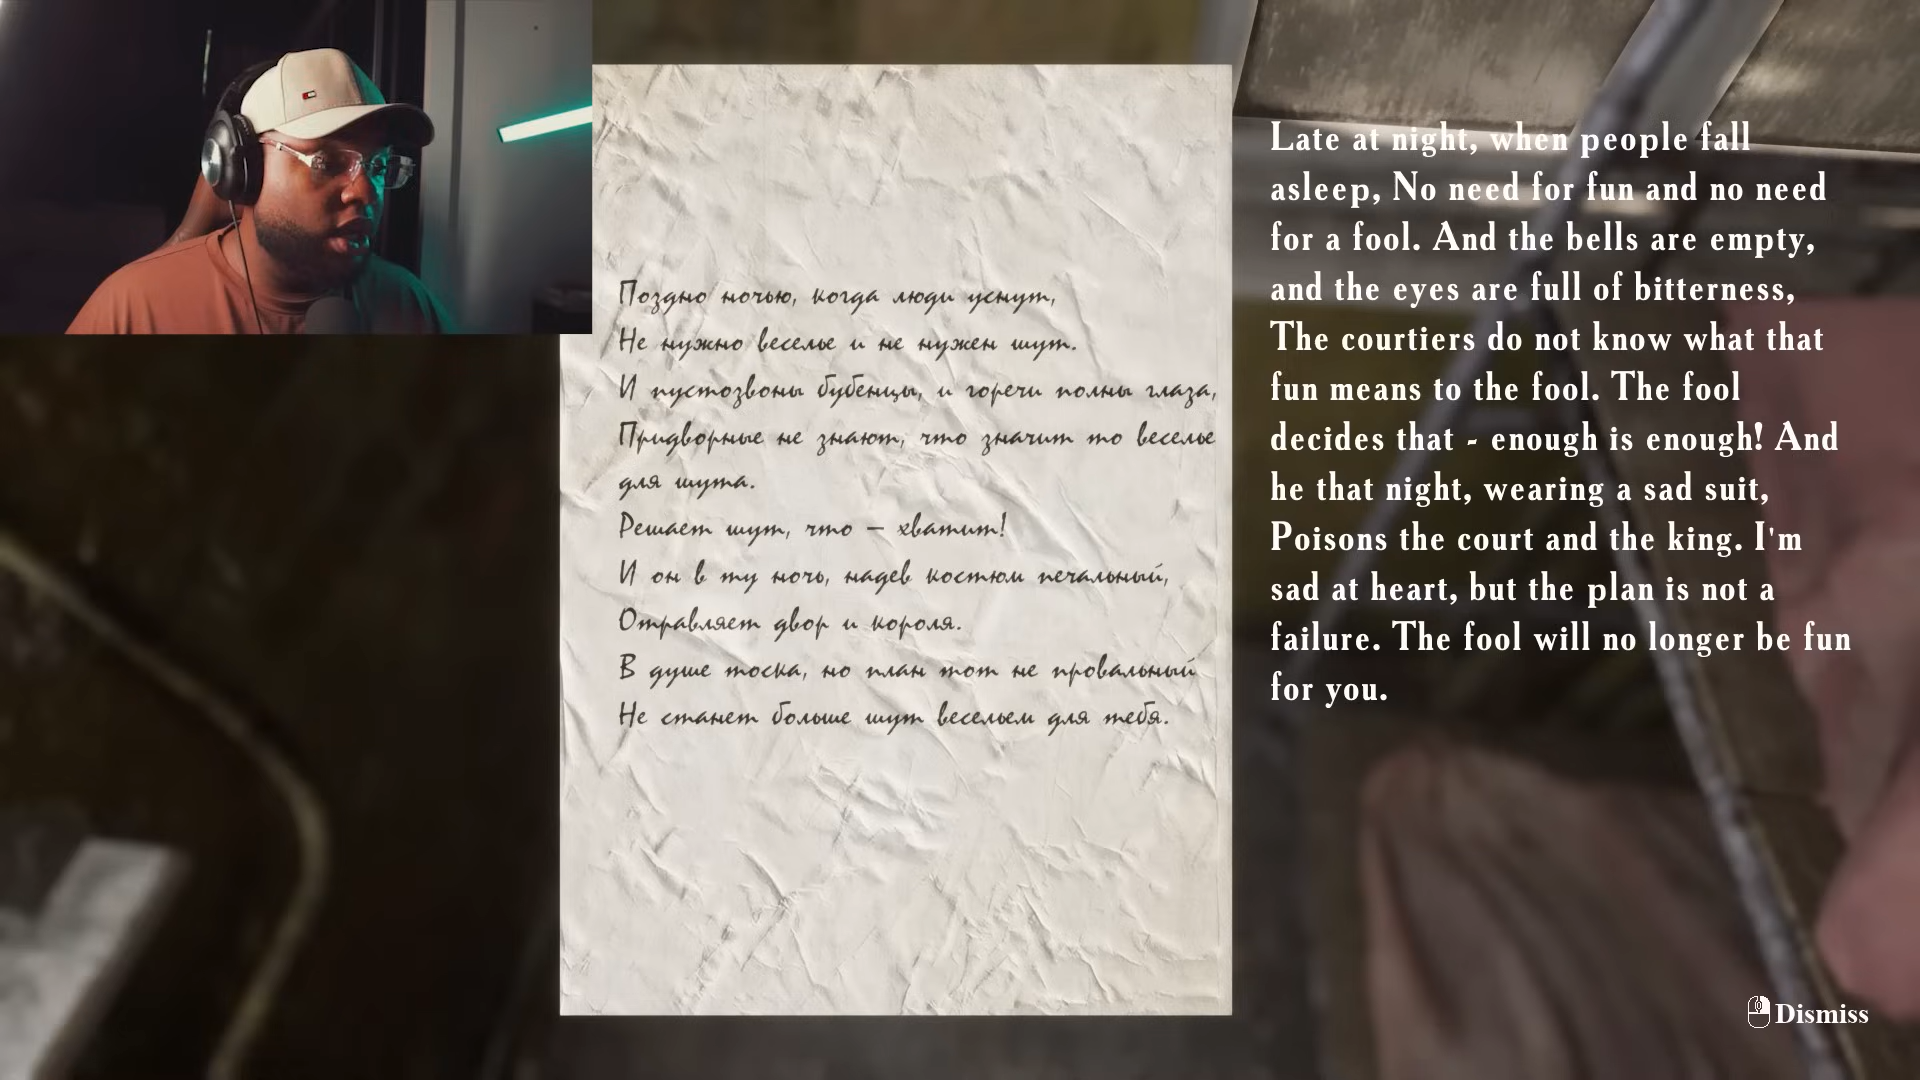 Поздно ночью, когда люди уснут,
Не нужно веселье и не нужен шут.
И пустозвоны бубенцы, и горечи полны глаза,
Придворные не знают, что значит то веселье
для шута.
Решает шут, что – хватит!
И он в ту ночь, надев костюм печальный,
Отравляет двор и короля.
В душе тоска, но план тот не провальный
Не станет больше шут весельем для тебя.
Late at night, when people fall
asleep, No need for fun and no need
for a fool. And the bells are empty,
and the eyes are full of bitterness,
The courtiers do not know what that
fun means to the fool. The fool
decides that - enough is enough! And
he that night, wearing a sad suit,
Poisons the court and the king. I'm
sad at heart, but the plan is not a
failure. The fool will no longer be fun
for you.
Dismiss